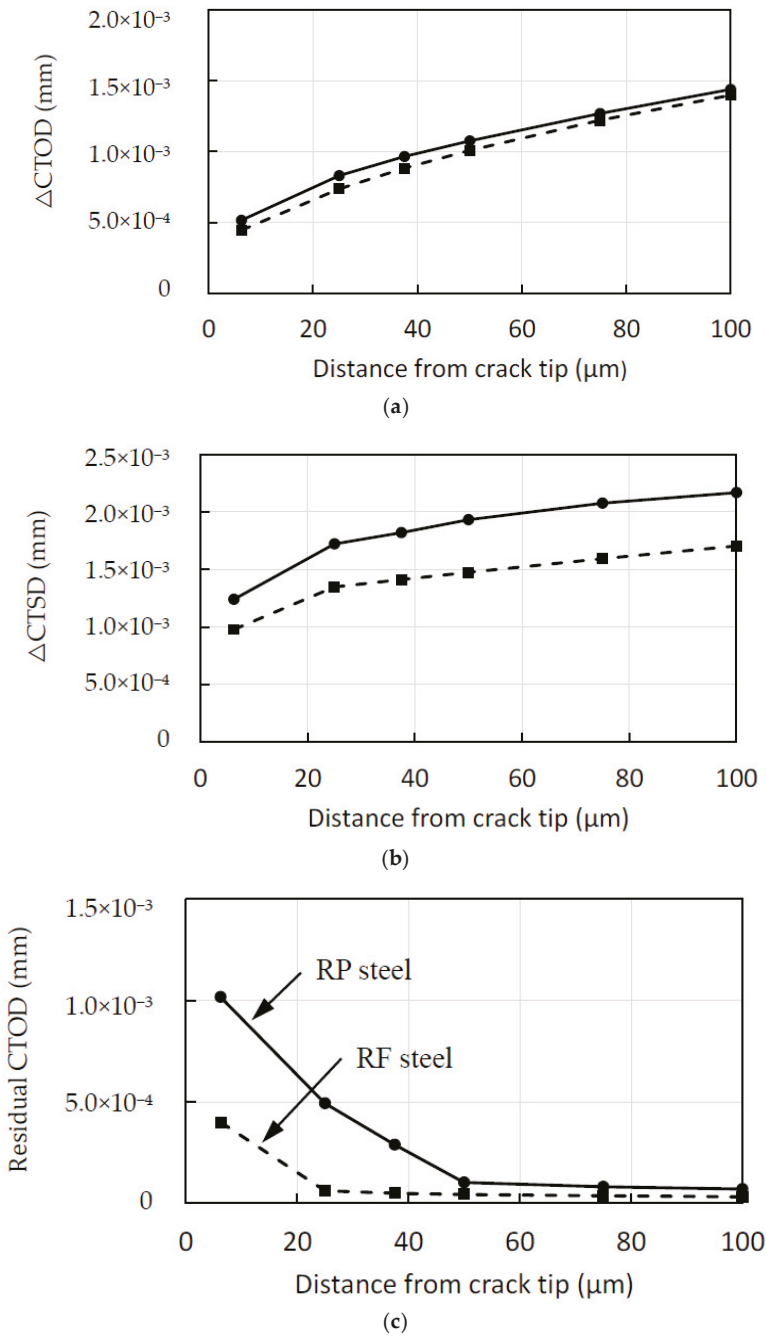 2.0×10⁻³
1.5×10⁻³
1.0×10⁻³
5.0×10⁻⁴
0
△CTOD (mm)
0 20 40 60 80 100
Distance from crack tip (μm)
(a)
2.5×10⁻³
2.0×10⁻³
1.5×10⁻³
1.0×10⁻³
5.0×10⁻⁴
0
△CTSD (mm)
0 20 40 60 80 100
Distance from crack tip (μm)
(b)
1.5×10⁻³
1.0×10⁻³
5.0×10⁻⁴
0
Residual CTOD (mm)
RP steel
RF steel
0 20 40 60 80 100
Distance from crack tip (μm)
(c)